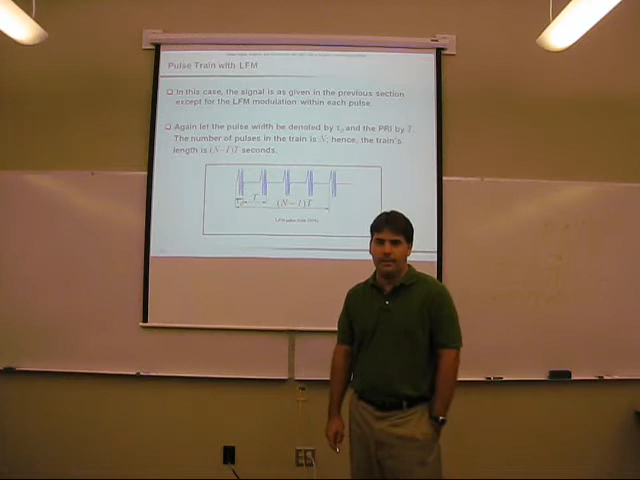 Pulse Train with LFM
In this case, the signal is as given in the previous section
except for the LFM modulation within each pulse.
Again let the pulse width be denoted by τ₀ and the PRI by T.
The number of pulses in the train is N; hence, the train's
length is (N−1)T seconds.
τ₀ T (N−1)T